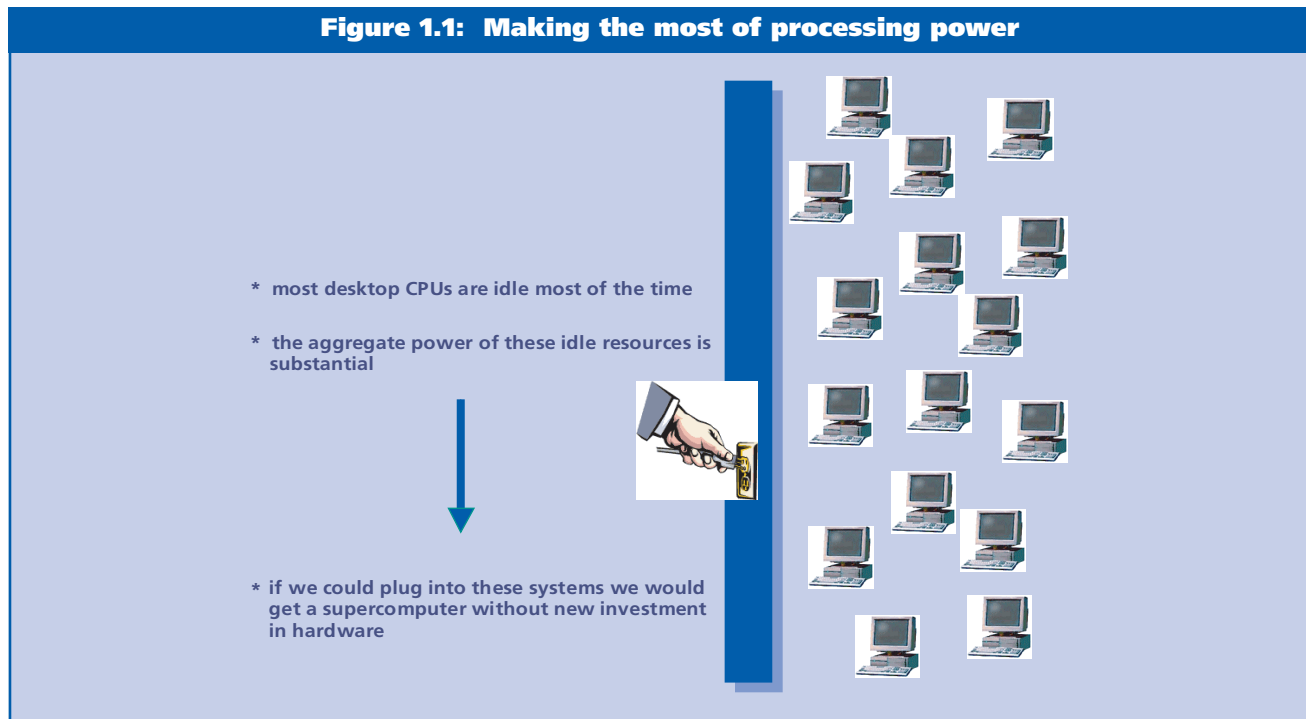 Figure 1.1: Making the most of processing power
* most desktop CPUs are idle most of the time
* the aggregate power of these idle resources is
substantial
* if we could plug into these systems we would
get a supercomputer without new investment
in hardware